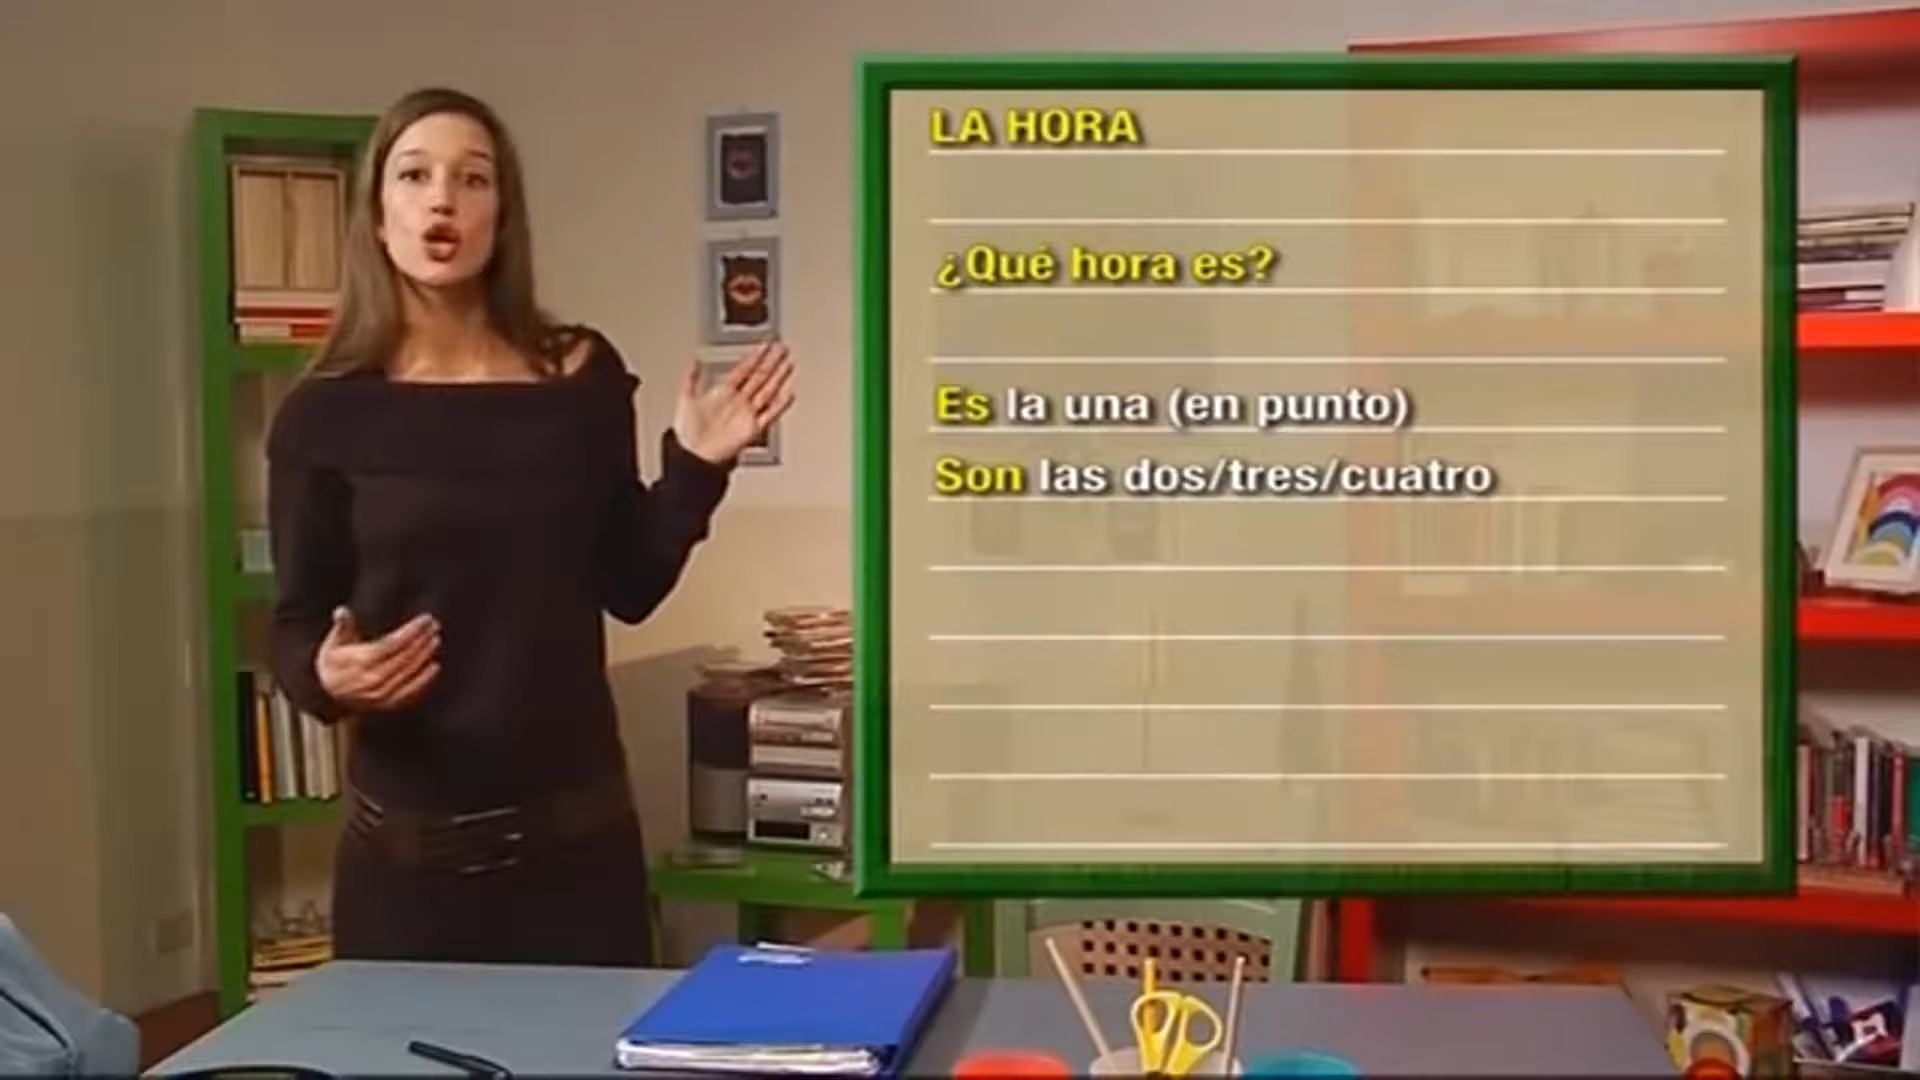 LA HORA
¿Qué hora es?
Es la una (en punto)
Son las dos/tres/cuatro